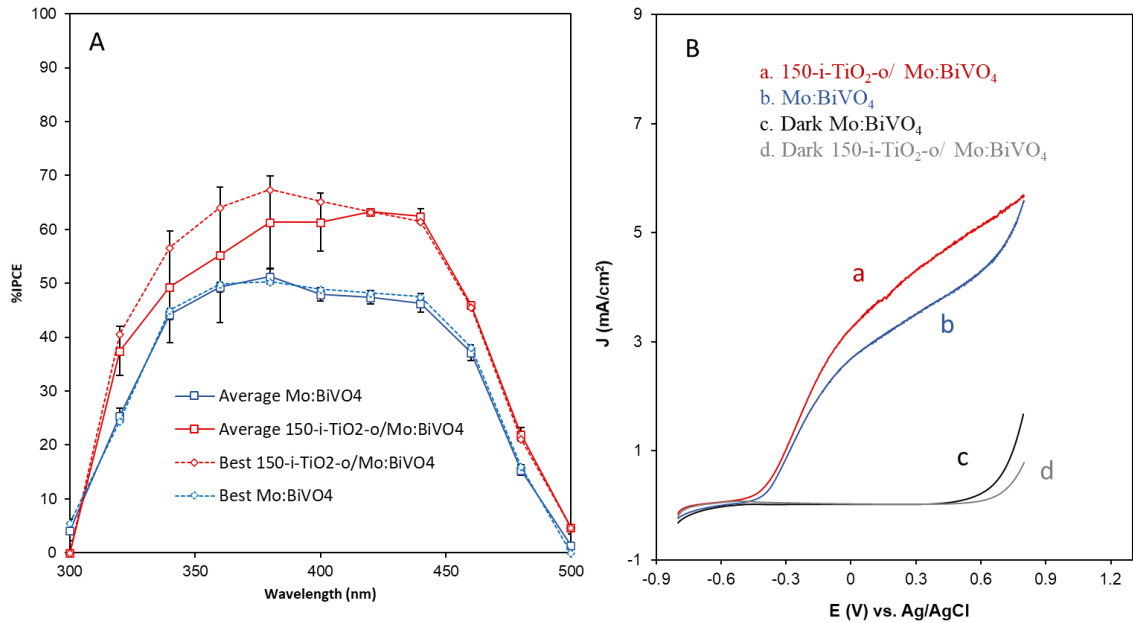 A
100
90
80
70
60
50
40
30
20
10
0
%IPCE
Average Mo:BiVO4
Average 150-i-TiO2-o/Mo:BiVO4
Best 150-i-TiO2-o/Mo:BiVO4
Best Mo:BiVO4
300 350 400 450 500
Wavelength (nm)
B
9
7
5
3
1
-1
J (mA/cm²)
a. 150-i-TiO₂-o/ Mo:BiVO₄
b. Mo:BiVO₄
c. Dark Mo:BiVO₄
d. Dark 150-i-TiO₂-o/ Mo:BiVO₄
a
b
c
d
-0.9 -0.6 -0.3 0 0.3 0.6 0.9 1.2
E (V) vs. Ag/AgCl